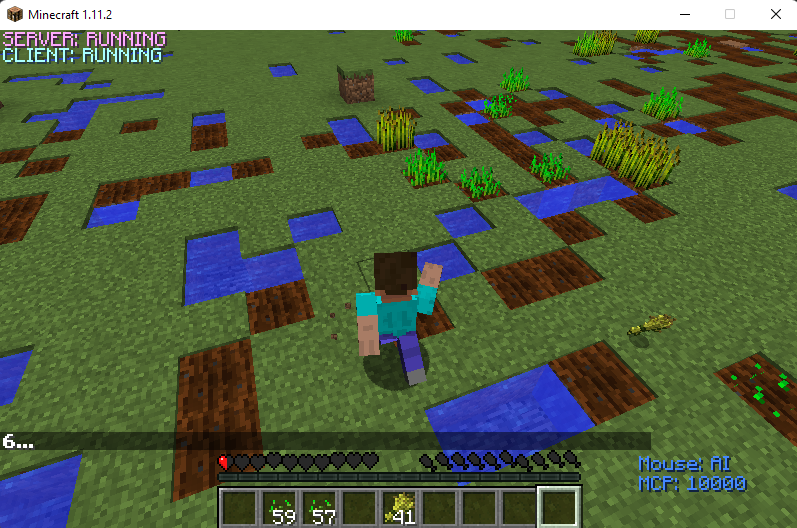 Minecraft 1.11.2
SERVER: RUNNING
CLIENT: RUNNING
6...
Mouse: AI
MCP: 10000
59 57 41